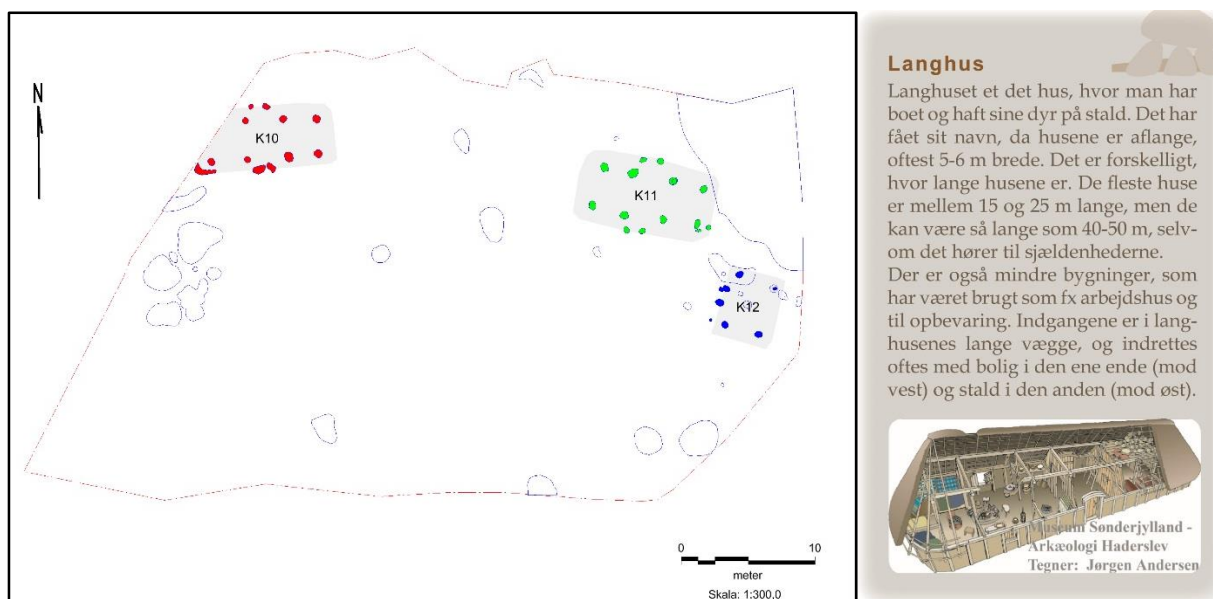 N
K10
K11
K12
0 10
meter
Skala: 1:300,0
Langhus
Langhuset et det hus, hvor man har
boet og haft sine dyr på stald. Det har
fået sit navn, da husene er aflange,
oftest 5-6 m brede. Det er forskelligt,
hvor lange husene er. De fleste huse
er mellem 15 og 25 m lange, men de
kan være så lange som 40-50 m, selv-
om det hører til sjældenhederne.
Der er også mindre bygninger, som
har været brugt som fx arbejdshus og
til opbevaring. Indgangene er i lang-
husenes lange vægge, og indrettes
oftes med bolig i den ene ende (mod
vest) og stald i den anden (mod øst).
Museum Sønderjylland -
Arkæologi Haderslev
Tegner: Jørgen Andersen